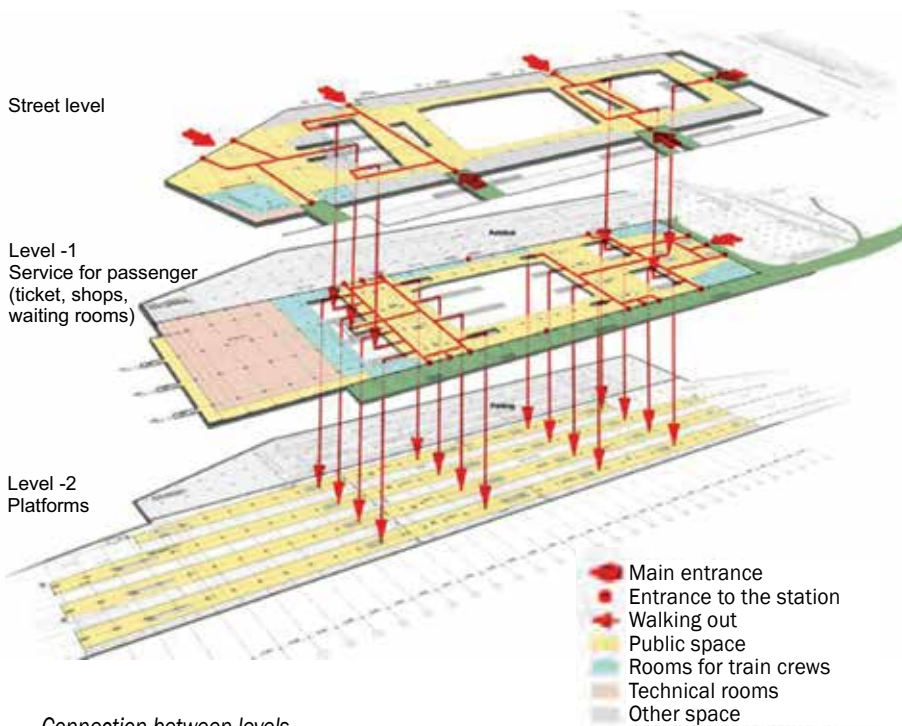 Street level
Level -1
Service for passenger
(ticket, shops,
waiting rooms)
Level -2
Platforms
Main entrance
Entrance to the station
Walking out
Public space
Rooms for train crews
Technical rooms
Other space
Connection between levels